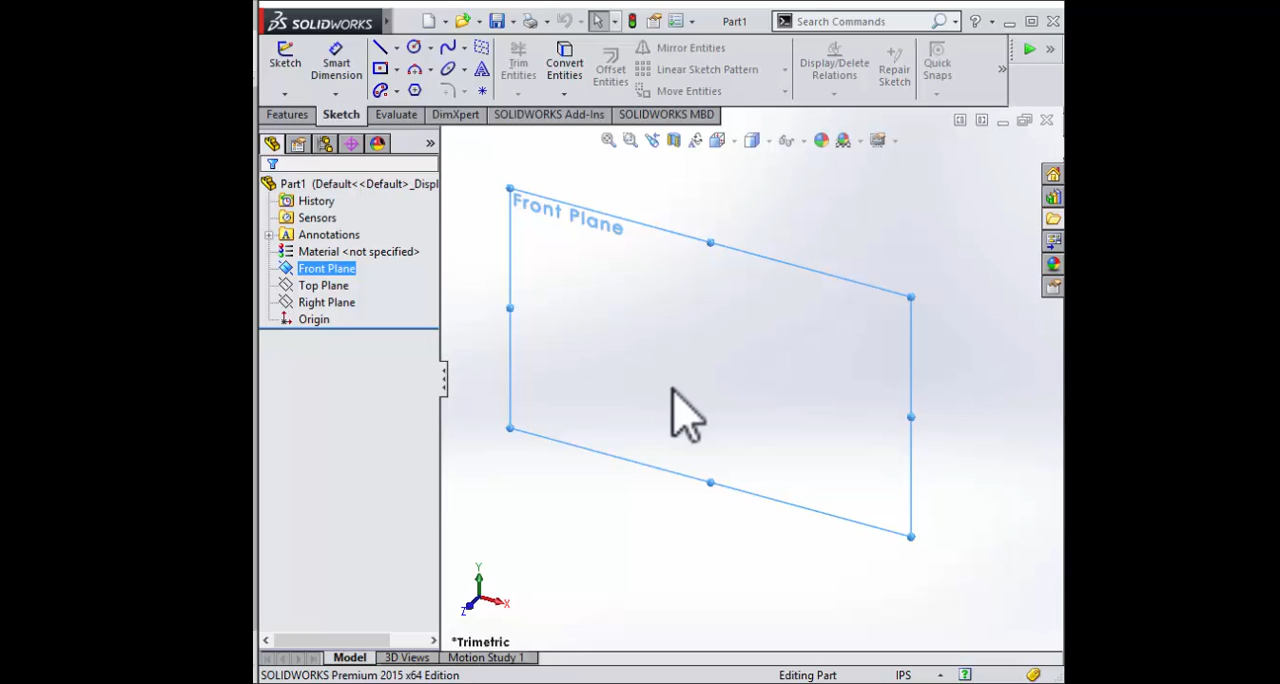 SOLIDWORKS
Part1
Search Commands
Sketch
Smart Dimension
Trim Entities
Convert Entities
Offset Entities
Mirror Entities
Linear Sketch Pattern
Move Entities
Display/Delete Relations
Repair Sketch
Quick Snaps
Features
Sketch
Evaluate
DimXpert
SOLIDWORKS Add-Ins
SOLIDWORKS MBD
Part1 (Default<<Default>_Displ
History
Sensors
Annotations
Material <not specified>
Front Plane
Top Plane
Right Plane
Origin
Front Plane
Y
X
Z
*Trimetric
Model
3D Views
Motion Study 1
SOLIDWORKS Premium 2015 x64 Edition
Editing Part
IPS